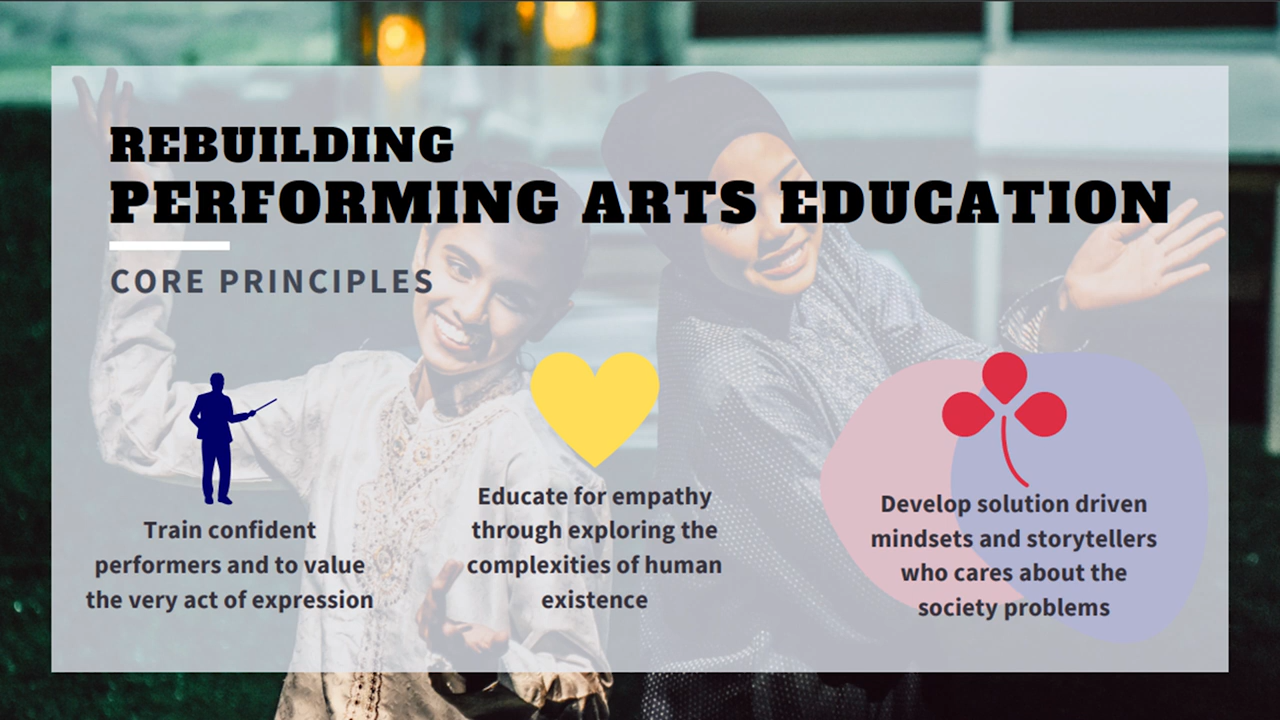 REBUILDING
PERFORMING ARTS EDUCATION
CORE PRINCIPLES
Train confident
performers and to value
the very act of expression
Educate for empathy
through exploring the
complexities of human
existence
Develop solution driven
mindsets and storytellers
who cares about the
society problems